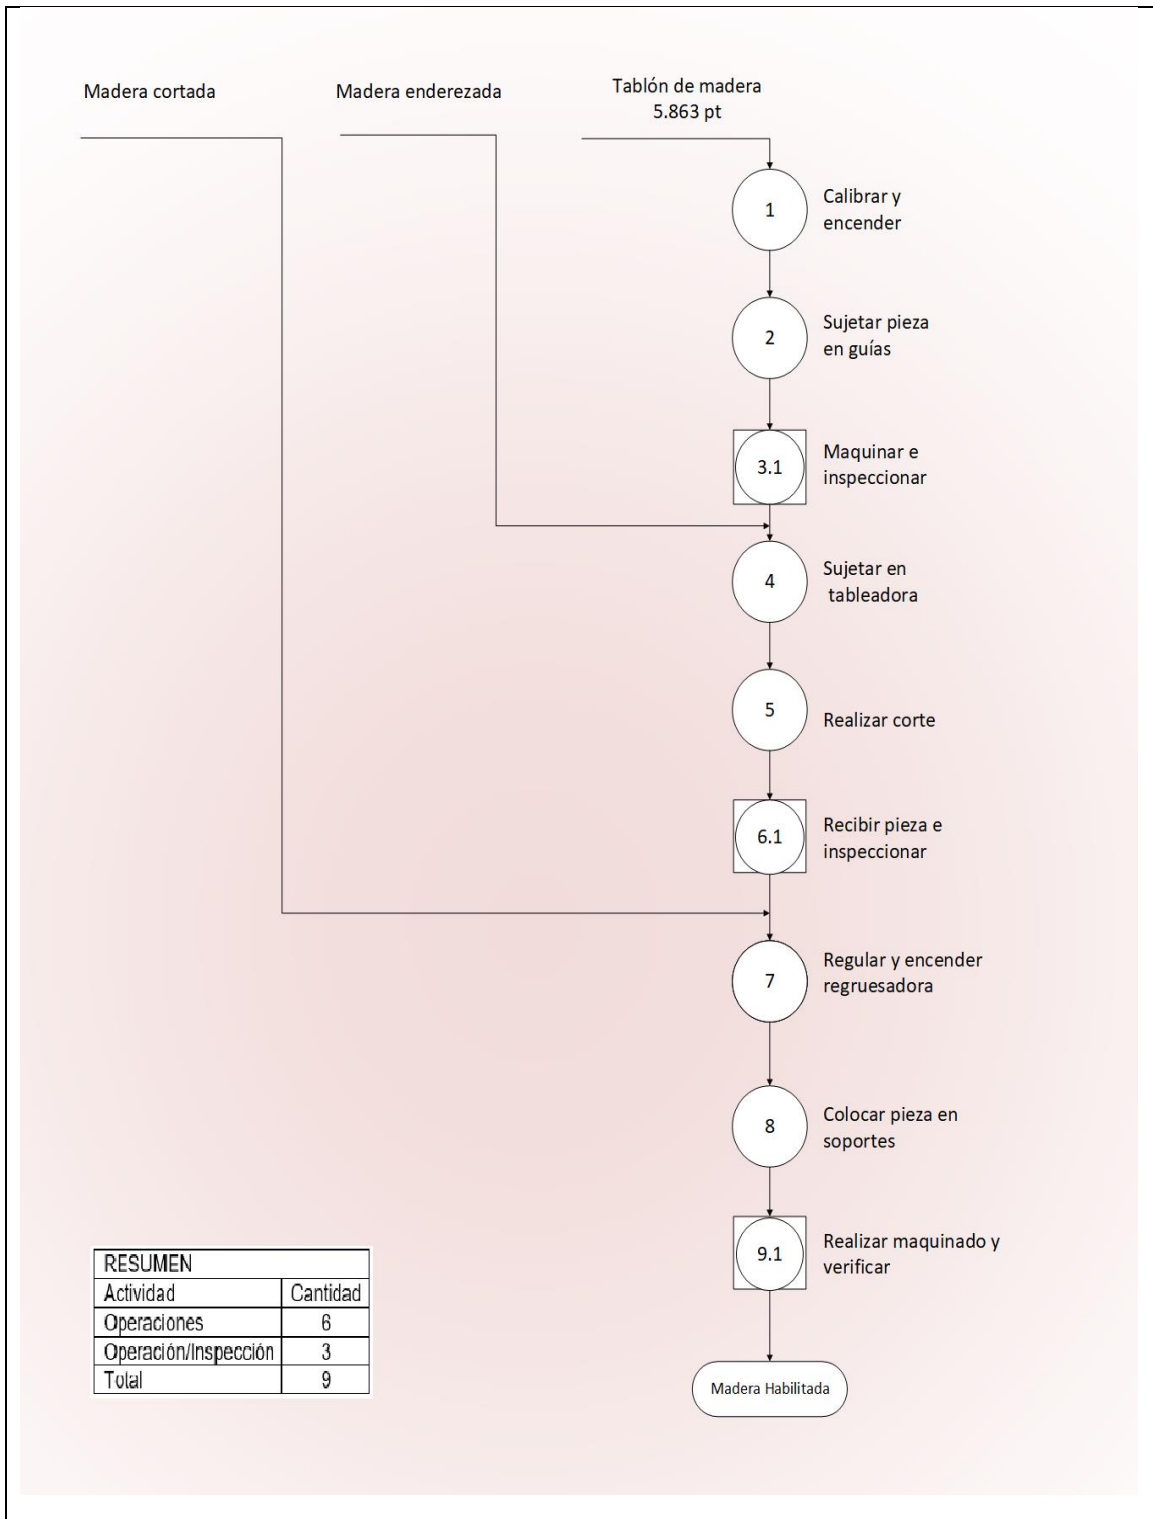 Madera cortada
Madera enderezada
Tablón de madera
5.863 pt
1
Calibrar y
encender
2
Sujetar pieza
en guías
3.1
Maquinar e
inspeccionar
4
Sujetar en
tableadora
5
Realizar corte
6.1
Recibir pieza e
inspeccionar
7
Regular y encender
regruesadora
8
Colocar pieza en
soportes
9.1
Realizar maquinado y
verificar
Madera Habilitada
RESUMEN
Actividad Cantidad
Operaciones 6
Operación/Inspección 3
Total 9